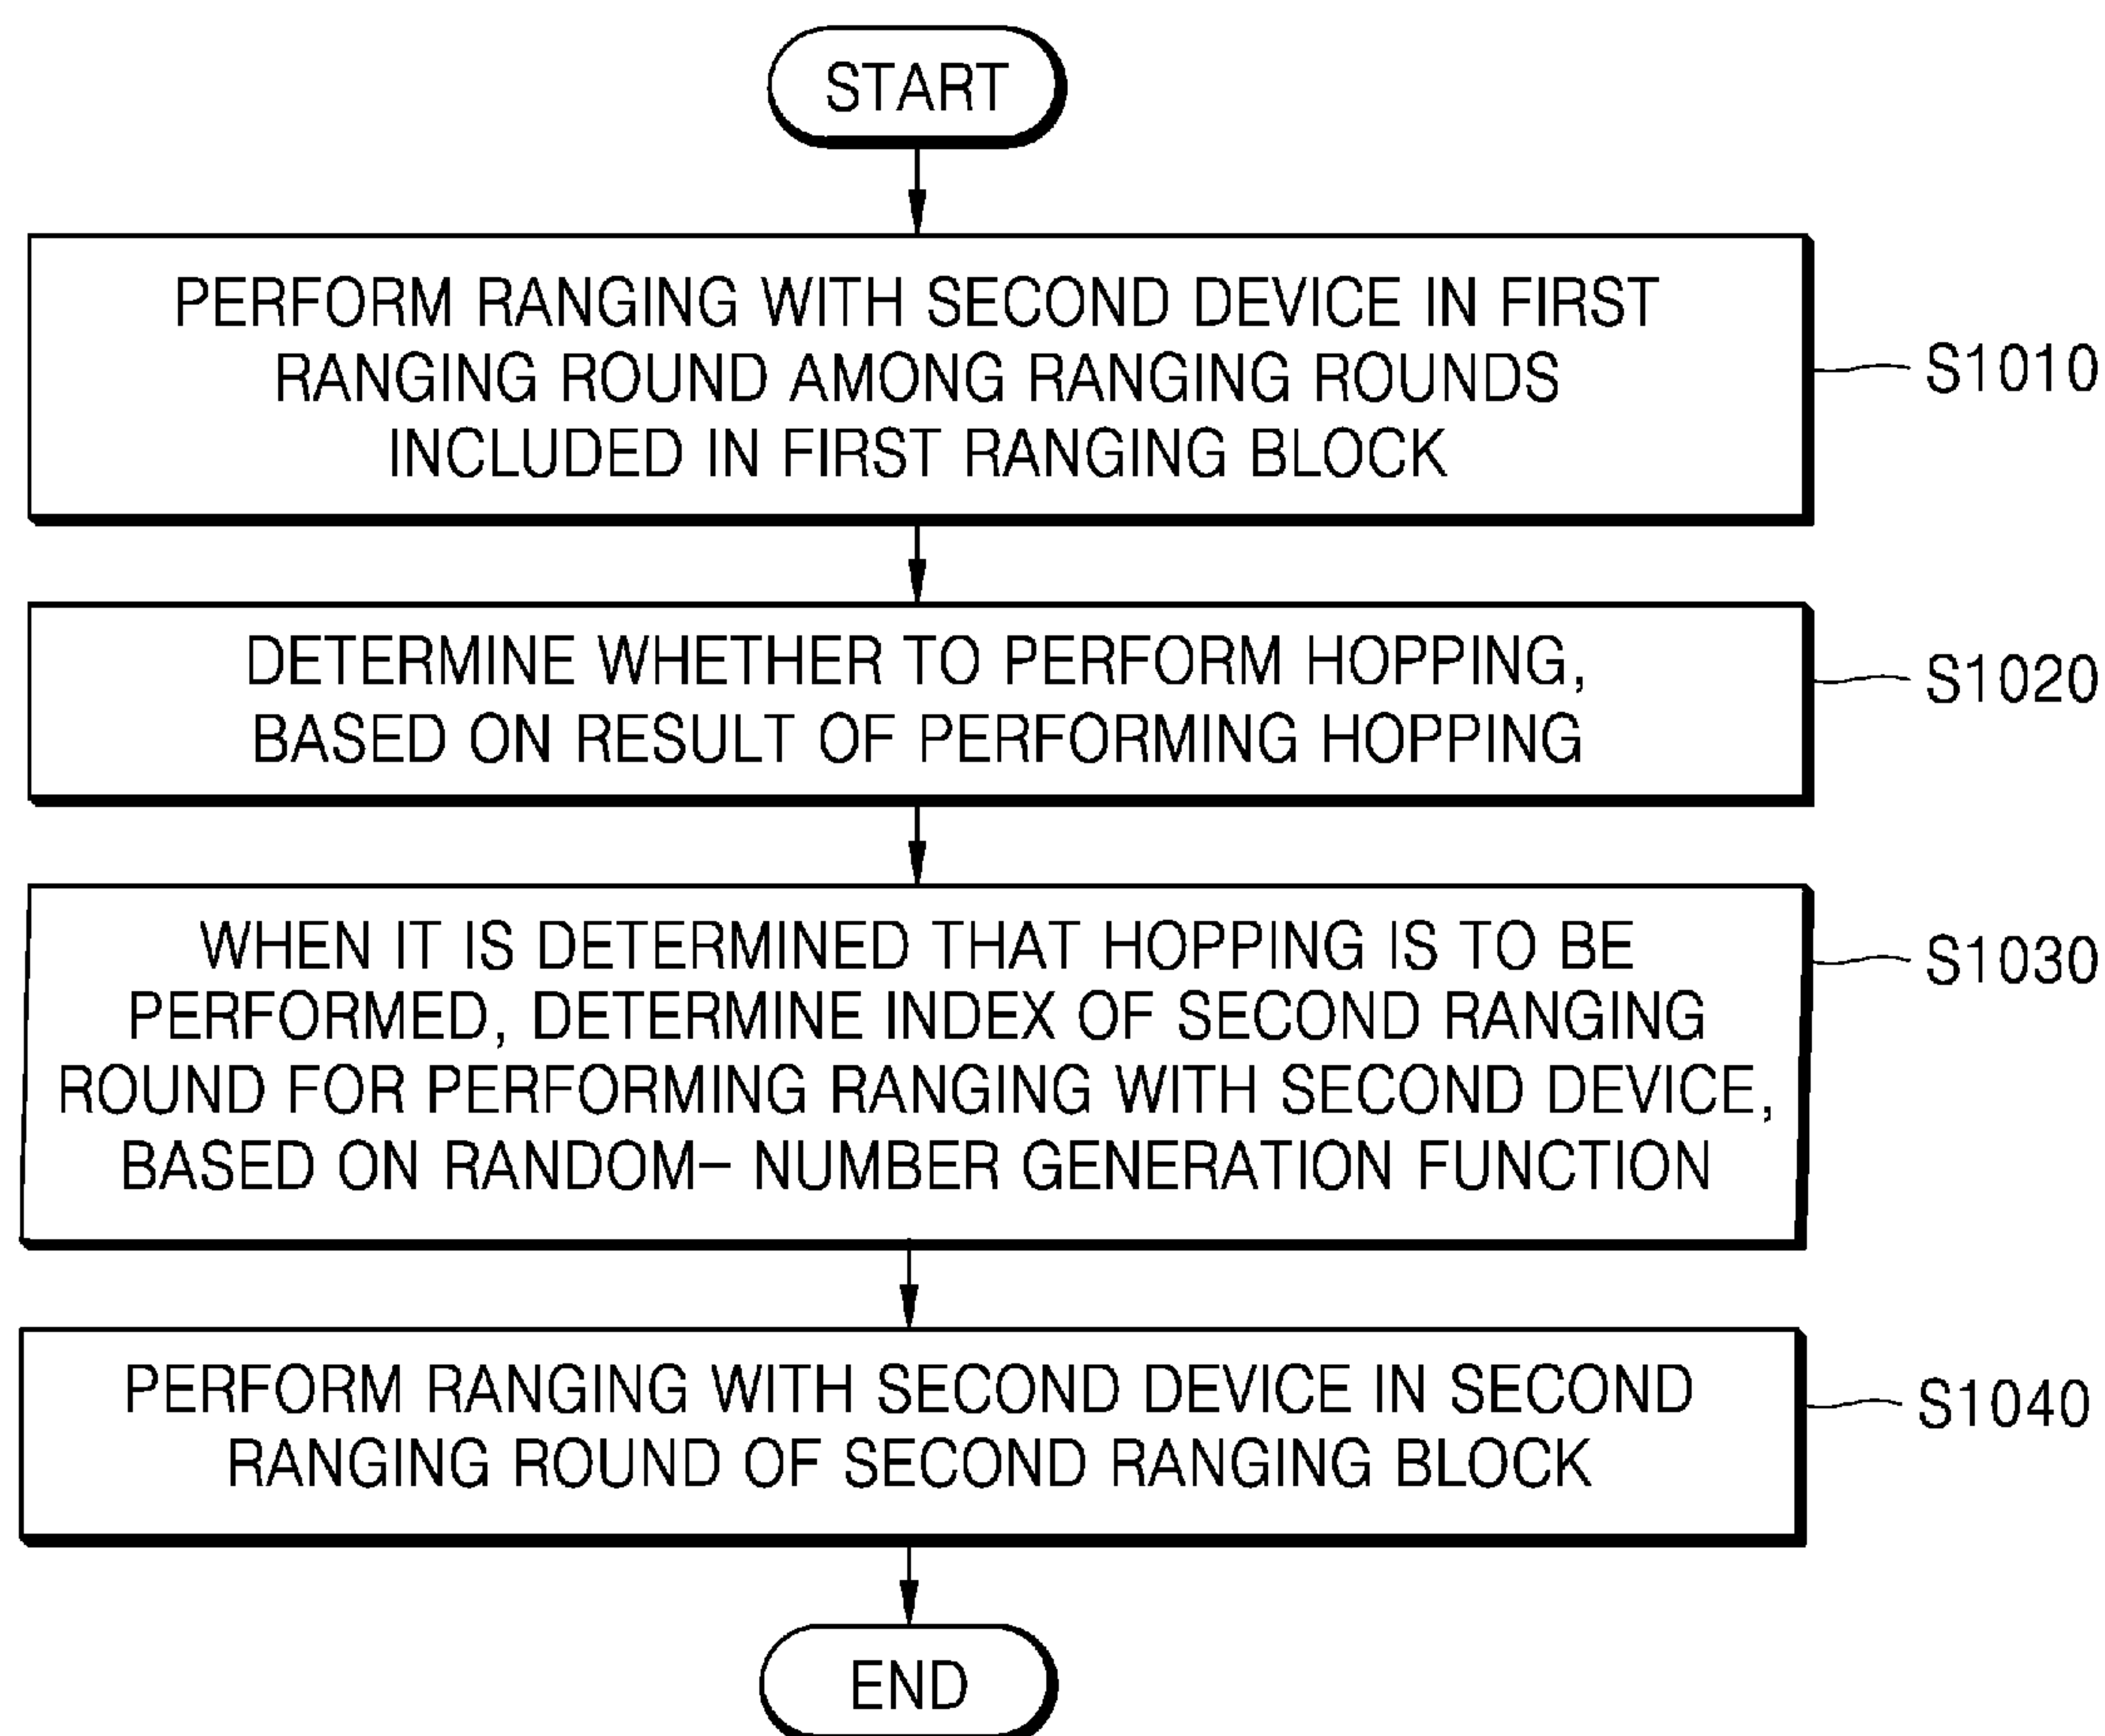 START
PERFORM RANGING WITH SECOND DEVICE IN FIRST
RANGING ROUND AMONG RANGING ROUNDS
INCLUDED IN FIRST RANGING BLOCK
S1010
DETERMINE WHETHER TO PERFORM HOPPING,
BASED ON RESULT OF PERFORMING HOPPING
S1020
WHEN IT IS DETERMINED THAT HOPPING IS TO BE
PERFORMED, DETERMINE INDEX OF SECOND RANGING
ROUND FOR PERFORMING RANGING WITH SECOND DEVICE,
BASED ON RANDOM– NUMBER GENERATION FUNCTION
S1030
PERFORM RANGING WITH SECOND DEVICE IN SECOND
RANGING ROUND OF SECOND RANGING BLOCK
S1040
END